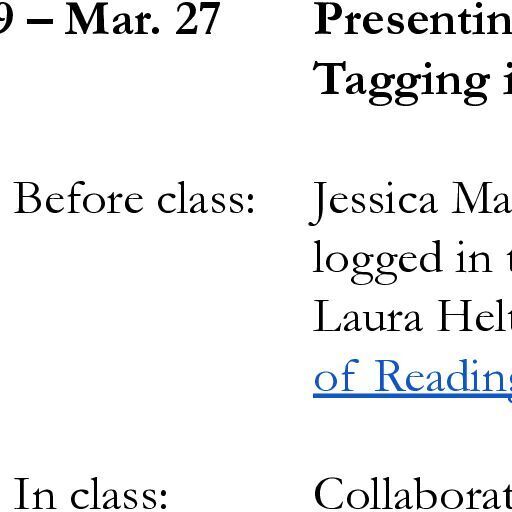 9 – Mar. 27 Presentin
Tagging i
Before class: Jessica Ma
logged in t
Laura Helt
of Reading
In class: Collaborat